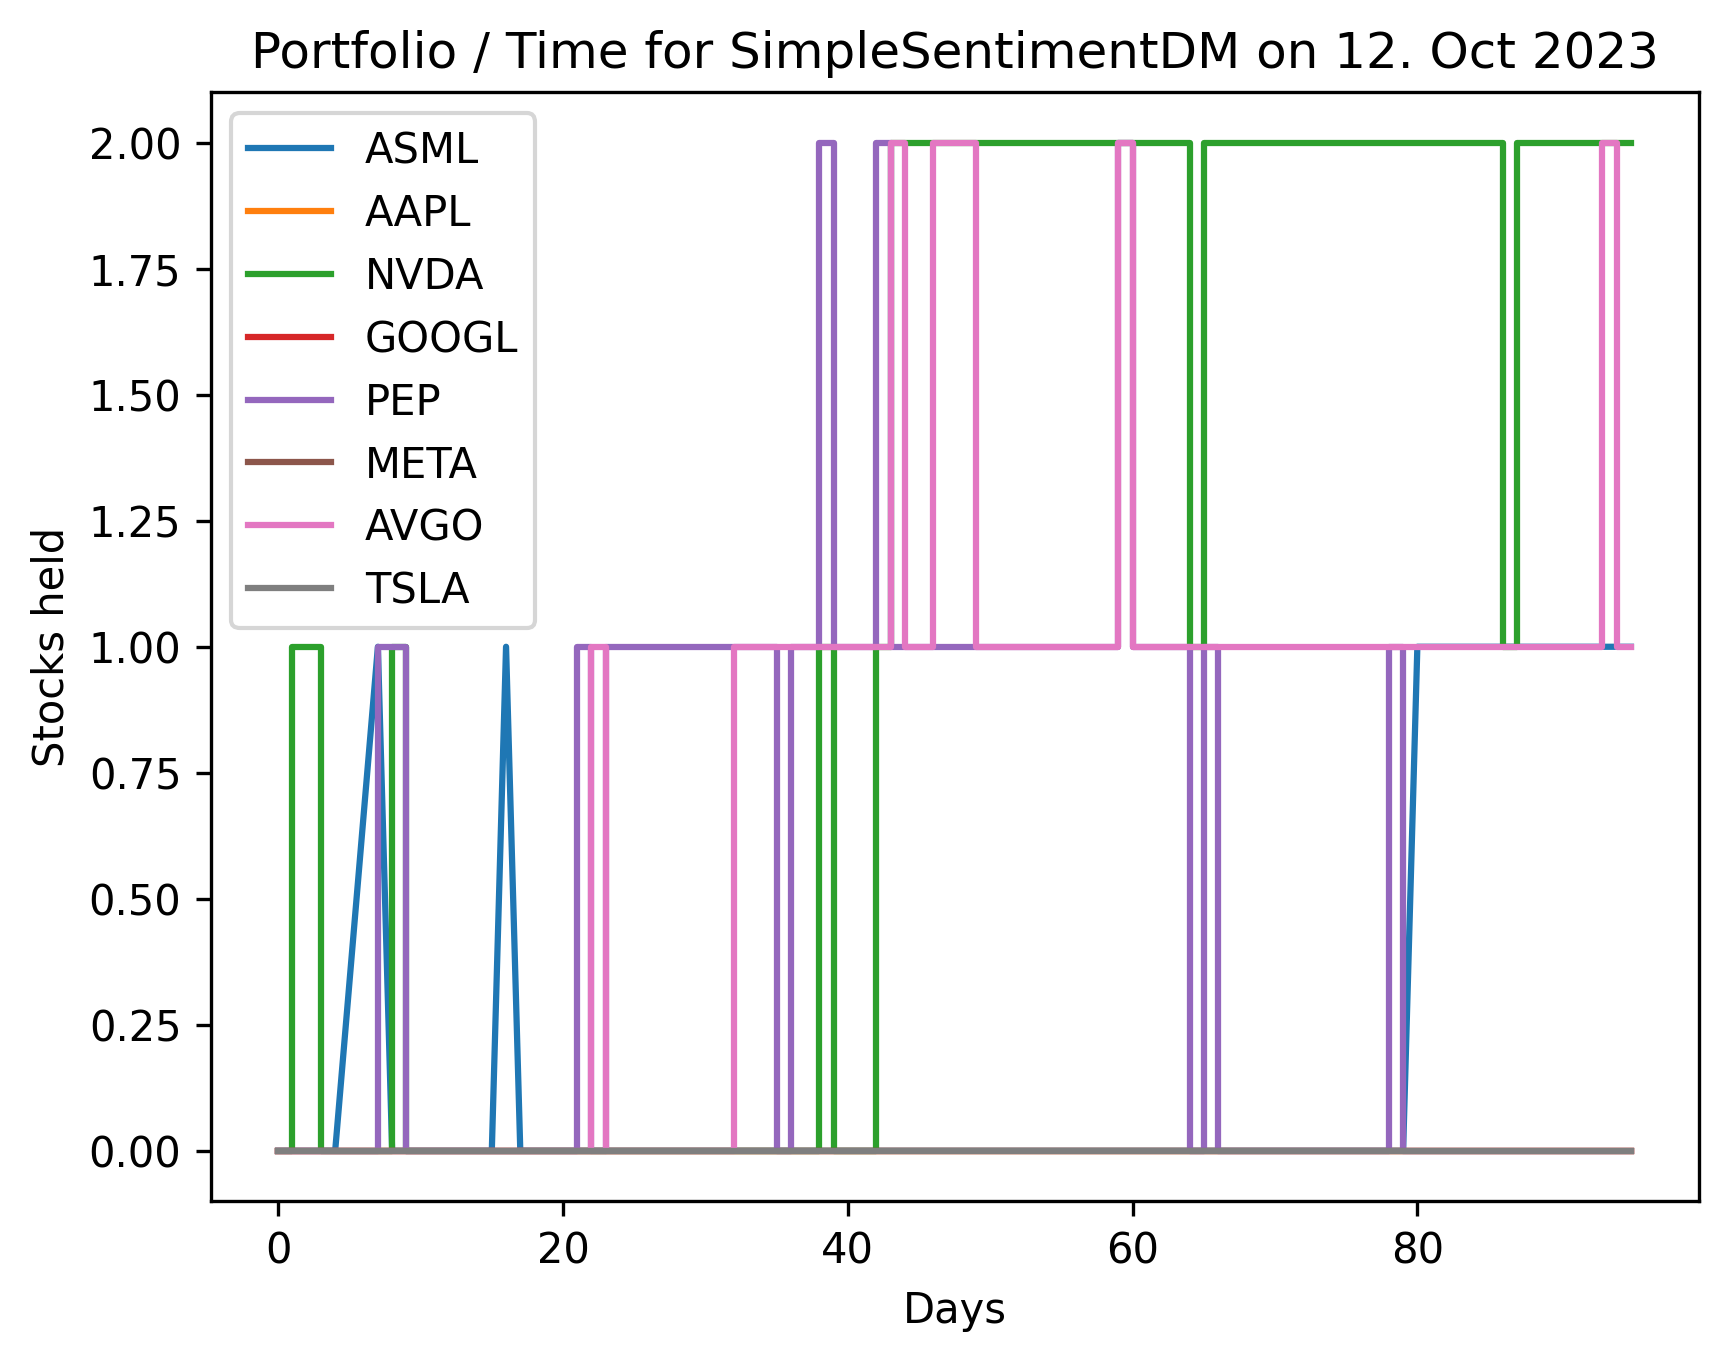 Portfolio / Time for SimpleSentimentDM on 12. Oct 2023
2.00
1.75
1.50
1.25
1.00
0.75
0.50
0.25
0.00
Stocks held
ASML
AAPL
NVDA
GOOGL
PEP
META
AVGO
TSLA
0 20 40 60 80
Days